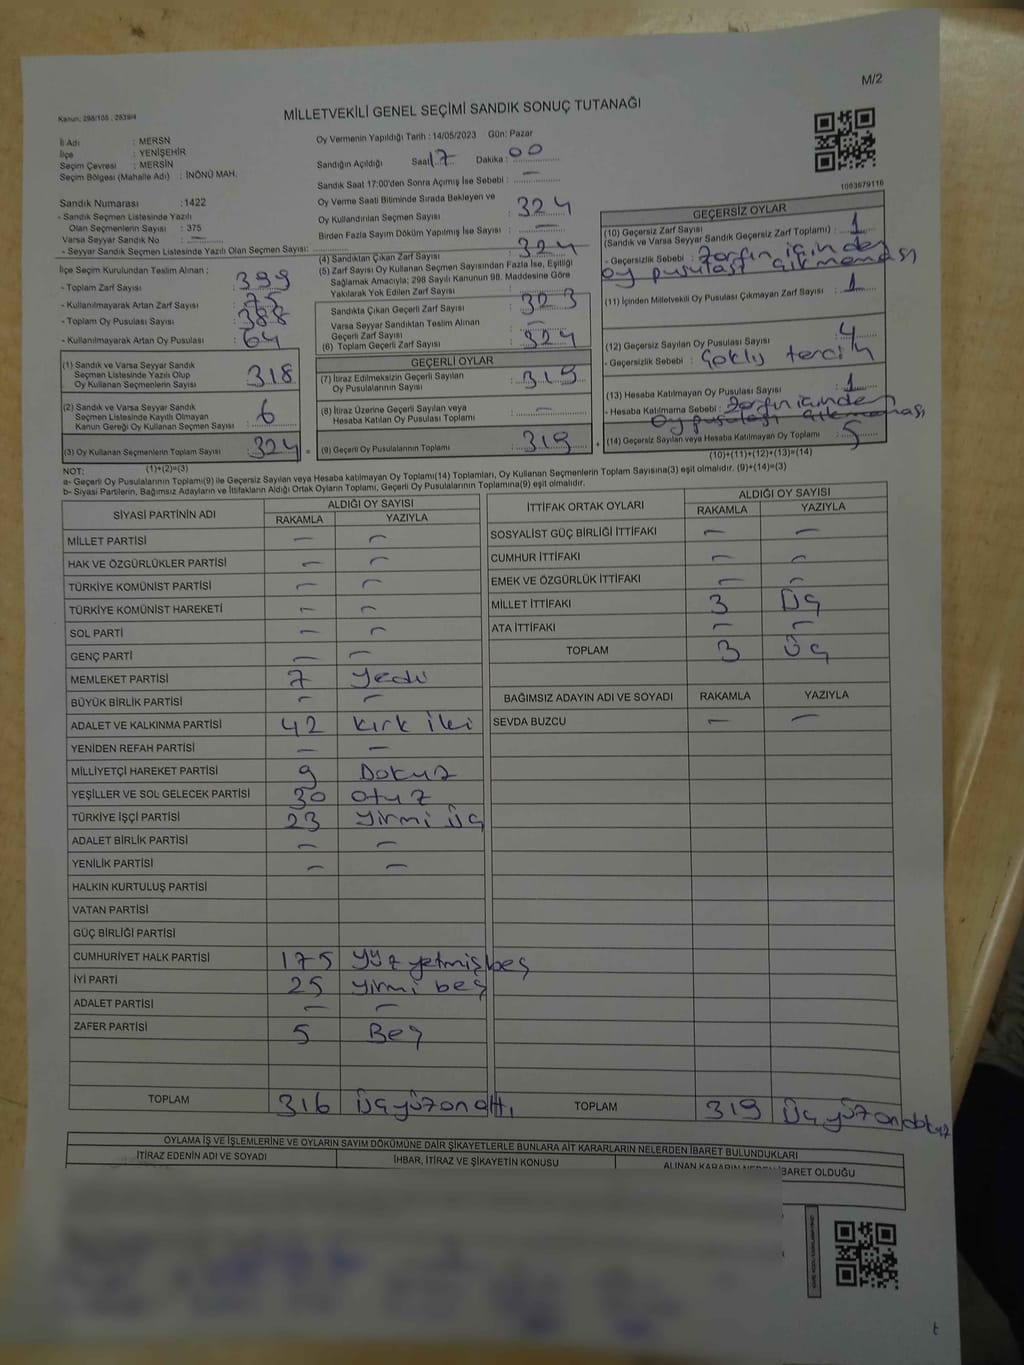 M/2
Kanun, 298/105 , 2839/4
MİLLETVEKİLİ GENEL SEÇİMİ SANDIK SONUÇ TUTANAĞI
İl Adı : MERSN
İlçe : YENİŞEHİR
Seçim Çevresi : MERSİN
Seçim Bölgesi (Mahalle Adı) : İNÖNÜ MAH.
Sandık Numarası :1422
- Sandık Seçmen Listesinde Yazılı
Olan Seçmenlerin Sayısı : 375
Varsa Seyyar Sandık No : —
- Seyyar Sandık Seçmen Listesinde Yazılı Olan Seçmen Sayısı:
İlçe Seçim Kurulundan Teslim Alınan ;
- Toplam Zarf Sayısı : 399
- Kullanılmayarak Artan Zarf Sayısı : 75
- Toplam Oy Pusulası Sayısı : 388
- Kullanılmayarak Artan Oy Pusulası : 64
(1) Sandık ve Varsa Seyyar Sandık
Seçmen Listesinde Yazılı Olup
Oy Kullanan Seçmenlerin Sayısı : 318
(2) Sandık ve Varsa Seyyar Sandık
Seçmen Listesinde Kayıtlı Olmayan
Kanun Gereği Oy Kullanan Seçmen Sayısı : 6
(3) Oy Kullanan Seçmenlerin Toplam Sayısı : 324
(1)+(2)=(3)
Oy Vermenin Yapıldığı Tarih : 14/05/2023 Gün: Pazar
Sandığın Açıldığı Saat 17 Dakika : 00
Sandık Saat 17:00'den Sonra Açımış İse Sebebi : —
Oy Verme Saati Bitiminde Sırada Bekleyen ve
Oy Kullandırılan Seçmen Sayısı : 324
Birden Fazla Sayım Döküm Yapılmış İse Sayısı : —
(4) Sandıktan Çıkan Zarf Sayısı : 324
(5) Zarf Sayısı Oy Kullanan Seçmen Sayısından Fazla İse, Eşitliği
Sağlamak Amacıyla; 298 Sayılı Kanunun 98. Maddesine Göre
Yakılarak Yok Edilen Zarf Sayısı :
Sandıkta Çıkan Geçerli Zarf Sayısı : 323
Varsa Seyyar Sandıktan Teslim Alınan
Geçerli Zarf Sayısı : —
(6) Toplam Geçerli Zarf Sayısı : 324
GEÇERLİ OYLAR
(7) İtiraz Edilmeksizin Geçerli Sayılan
Oy Pusulalarının Sayısı : 319
(8) İtiraz Üzerine Geçerli Sayılan veya
Hesaba Katılan Oy Pusulası Toplamı : —
(9) Geçerli Oy Pusulalarının Toplamı : 319
1003679116
GEÇERSİZ OYLAR
(10) Geçersiz Zarf Sayısı
(Sandık ve Varsa Seyyar Sandık Geçersiz Zarf Toplamı) : 1
- Geçersizlik Sebebi : Zarfın içinden
oy pusulası çıkmaması
(11) İçinden Milletvekili Oy Pusulası Çıkmayan Zarf Sayısı : 1
(12) Geçersiz Sayılan Oy Pusulası Sayısı : 4
- Geçersizlik Sebebi : Çoklu tercih
(13) Hesaba Katılmayan Oy Pusulası Sayısı : 1
- Hesaba Katılmama Sebebi : Zarfın içinden
oy pusulası çıkmaması
(14) Geçersiz Sayılan veya Hesaba Katılmayan Oy Toplamı : 5
(10)+(11)+(12)+(13)=(14)
NOT:
a- Geçerli Oy Pusulalarının Toplamı(9) ile Geçersiz Sayılan veya Hesaba katılmayan Oy Toplamı(14) Toplamları, Oy Kullanan Seçmenlerin Toplam Sayısına(3) eşit olmalıdır. (9)+(14)=(3)
b- Siyasi Partilerin, Bağımsız Adayların ve İttifakların Aldığı Ortak Oyların Toplamı, Geçerli Oy Pusulalarının Toplamına(9) eşit olmalıdır.
SİYASİ PARTİNİN ADI ALDIĞI OY SAYISI
RAKAMLA YAZIYLA
MİLLET PARTİSİ — —
HAK VE ÖZGÜRLÜKLER PARTİSİ — —
TÜRKİYE KOMÜNİST PARTİSİ — —
TÜRKİYE KOMÜNİST HAREKETİ — —
SOL PARTİ — —
GENÇ PARTİ — —
MEMLEKET PARTİSİ 7 yedi
BÜYÜK BİRLİK PARTİSİ — —
ADALET VE KALKINMA PARTİSİ 42 kırk iki
YENİDEN REFAH PARTİSİ — —
MİLLİYETÇİ HAREKET PARTİSİ 9 Dokuz
YEŞİLLER VE SOL GELECEK PARTİSİ 30 otuz
TÜRKİYE İŞÇİ PARTİSİ 23 yirmi üç
ADALET BİRLİK PARTİSİ — —
YENİLİK PARTİSİ — —
HALKIN KURTULUŞ PARTİSİ
VATAN PARTİSİ
GÜÇ BİRLİĞİ PARTİSİ
CUMHURİYET HALK PARTİSİ 175 yüz yetmiş beş
İYİ PARTİ 25 yirmi beş
ADALET PARTİSİ — —
ZAFER PARTİSİ 5 Beş
TOPLAM 316 Üç yüz on altı
İTTİFAK ORTAK OYLARI ALDIĞI OY SAYISI
RAKAMLA YAZIYLA
SOSYALİST GÜÇ BİRLİĞİ İTTİFAKI — —
CUMHUR İTTİFAKI — —
EMEK VE ÖZGÜRLÜK İTTİFAKI — —
MİLLET İTTİFAKI 3 Üç
ATA İTTİFAKI — —
TOPLAM 3 Üç
BAĞIMSIZ ADAYIN ADI VE SOYADI RAKAMLA YAZIYLA
SEVDA BUZCU — —
TOPLAM 319 Üç yüz on dokuz
OYLAMA İŞ VE İŞLEMLERİNE VE OYLARIN SAYIM DÖKÜMÜNE DAİR ŞİKAYETLERLE BUNLARA AİT KARARLARIN NELERDEN İBARET BULUNDUKLARI
İTİRAZ EDENİN ADI VE SOYADI İHBAR, İTİRAZ VE ŞİKAYETİN KONUSU ALINAN KARARIN NEDEN İBARET OLDUĞU